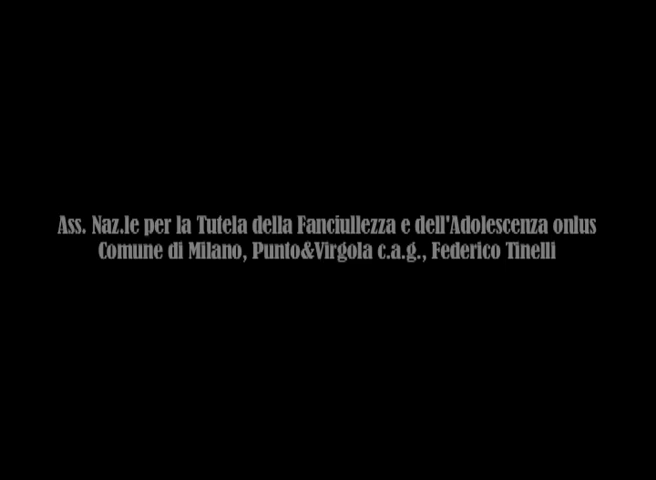 Ass. Naz.le per la Tutela della Fanciullezza e dell'Adolescenza onlus
Comune di Milano, Punto&Virgola c.a.g., Federico Tinelli